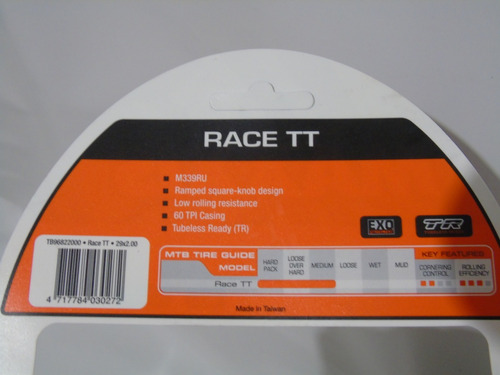 RACE TT
M339RU
Ramped square-knob design
Low rolling resistance
60 TPI Casing
Tubeless Ready (TR)
EXO
TR
TB96822000 • Race TT • 29x2.00
4 717784 030272
MTB TIRE GUIDE
MODEL
HARD PACK
LOOSE OVER HARD
MEDIUM
LOOSE
WET
MUD
KEY FEATURES
CORNERING CONTROL
ROLLING EFFICIENCY
Race TT
Made in Taiwan